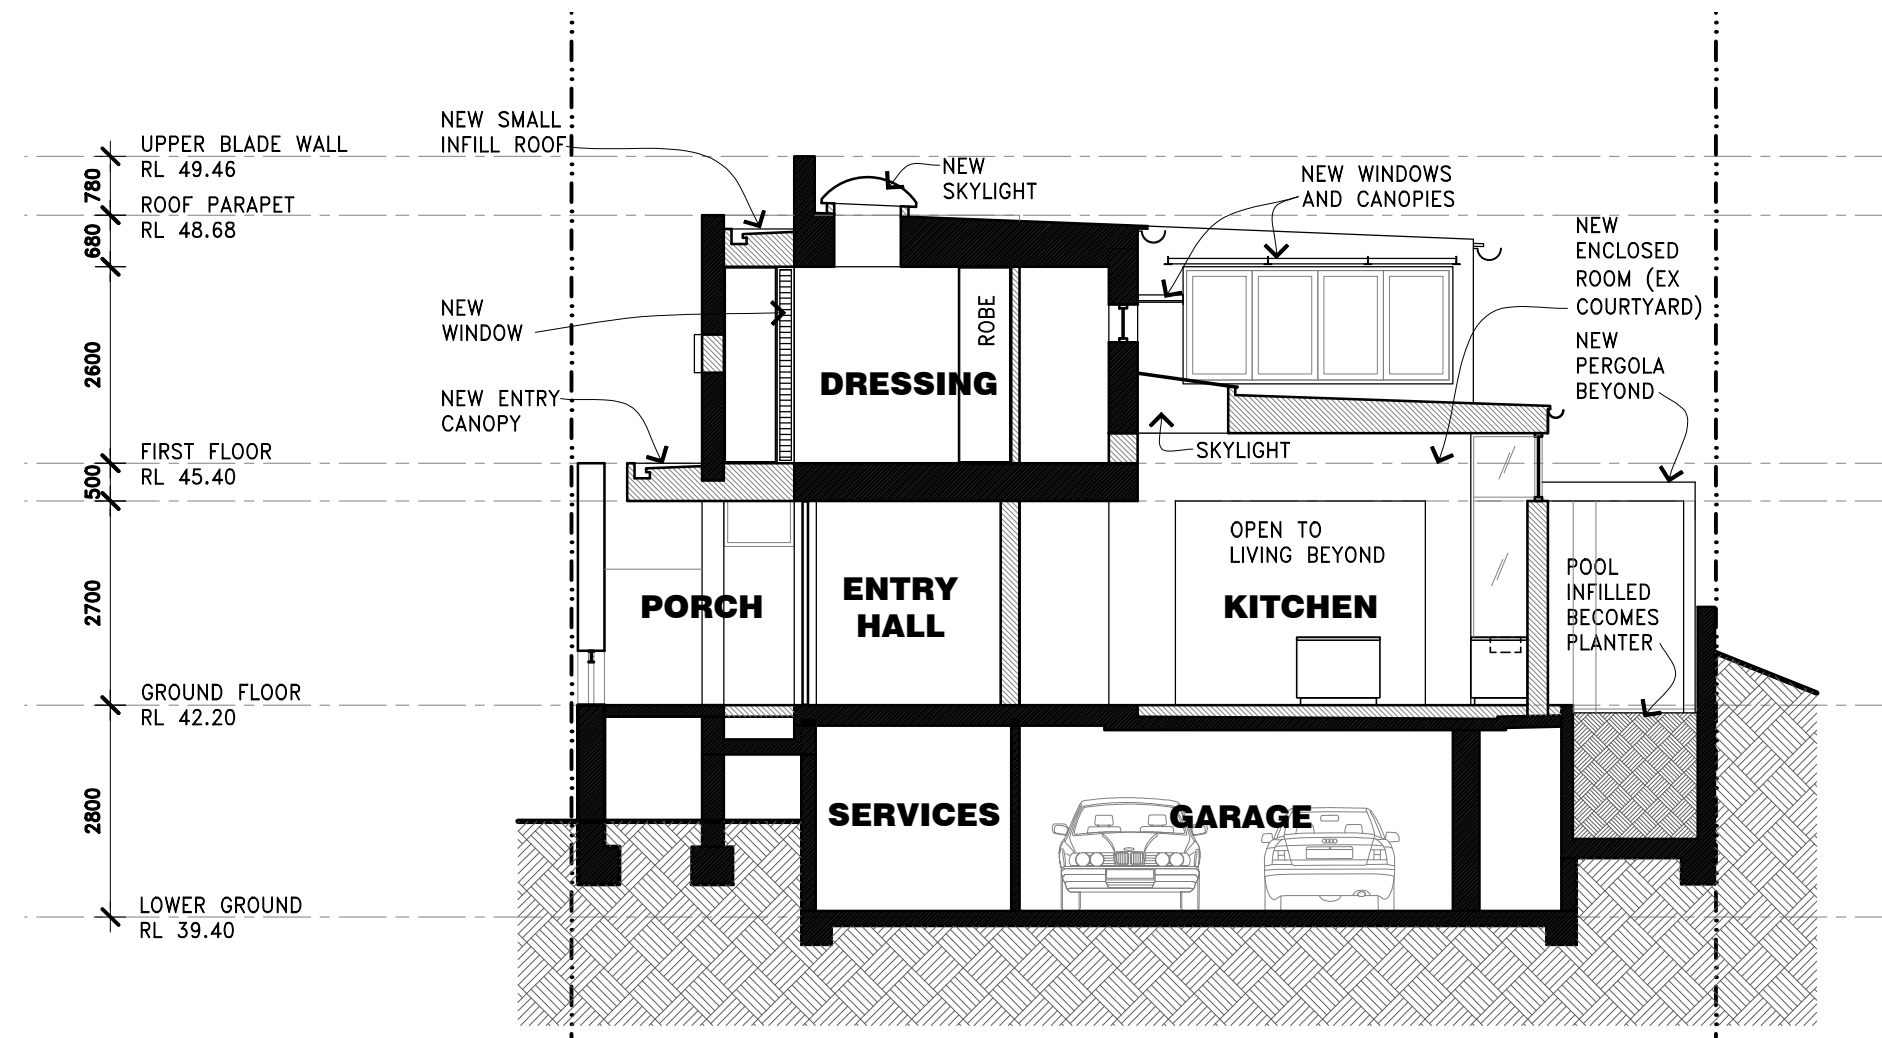 NEW SMALL
INFILL ROOF
UPPER BLADE WALL
RL 49.46
780
ROOF PARAPET
RL 48.68
680
NEW
SKYLIGHT
NEW WINDOWS
AND CANOPIES
NEW
ENCLOSED
ROOM (EX
COURTYARD)
NEW
WINDOW
ROBE
2600
NEW
PERGOLA
BEYOND
DRESSING
NEW ENTRY
CANOPY
FIRST FLOOR
RL 45.40
SKYLIGHT
500
OPEN TO
LIVING BEYOND
POOL
INFILLED
BECOMES
PLANTER
2700
PORCH
ENTRY
HALL
KITCHEN
GROUND FLOOR
RL 42.20
2800
SERVICES
GARAGE
LOWER GROUND
RL 39.40